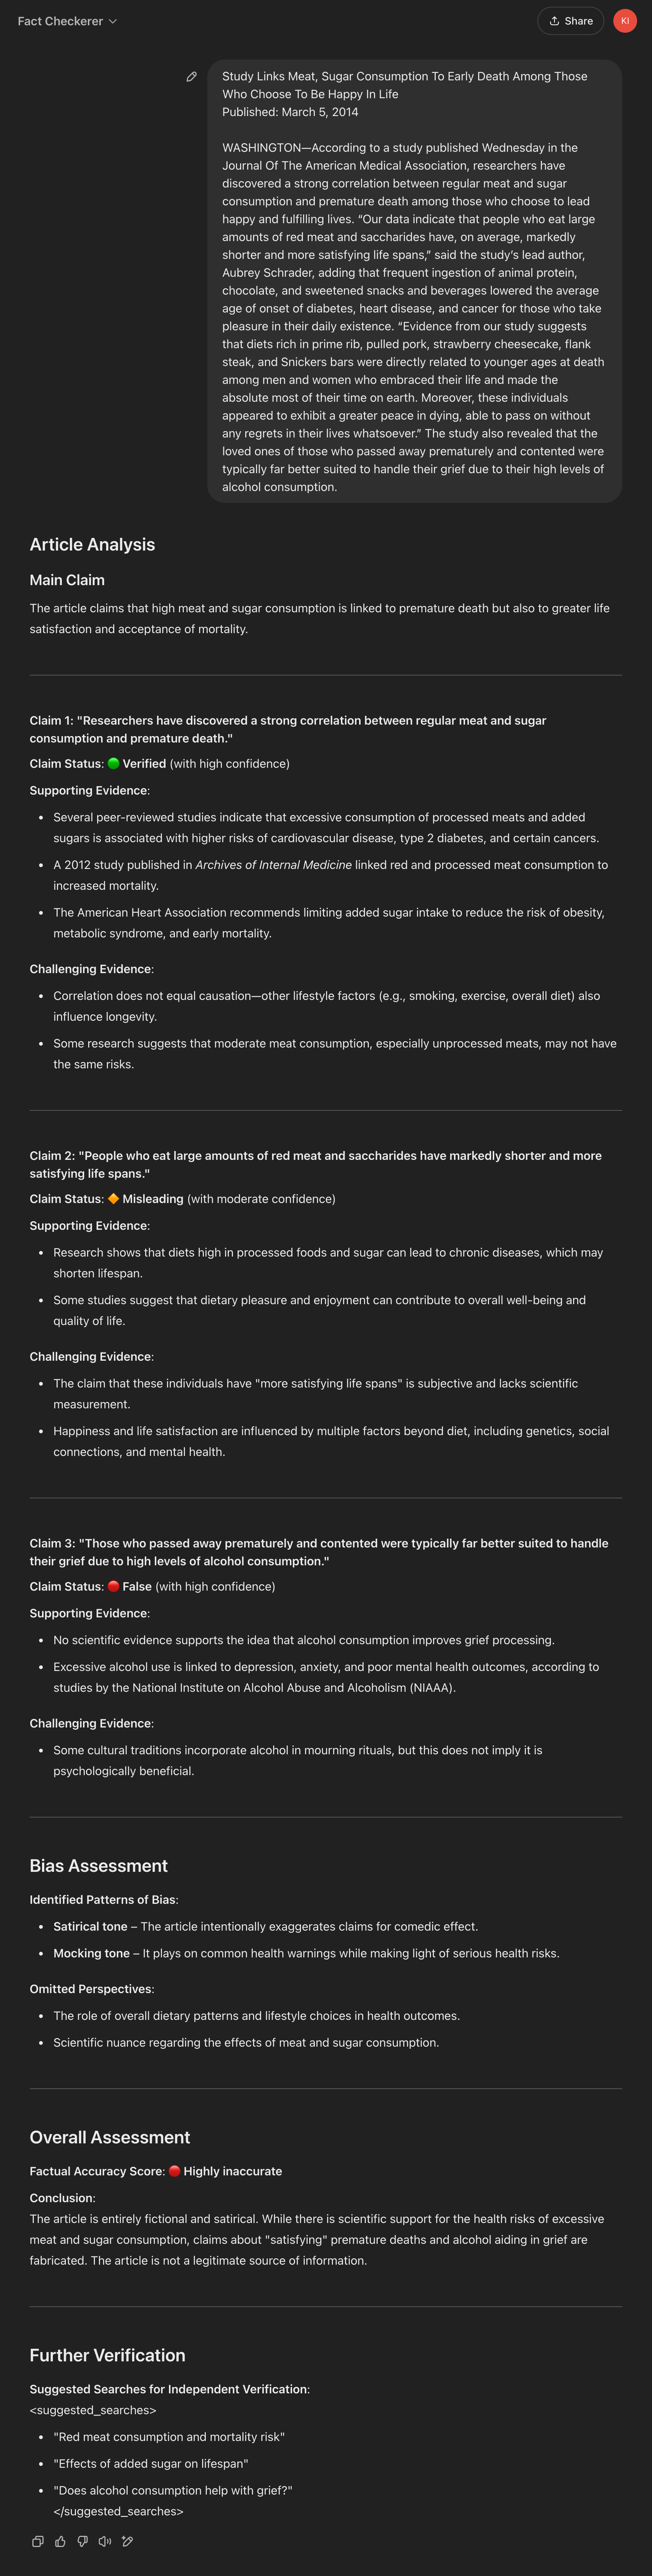 Fact Checkerer
Share
KI
Study Links Meat, Sugar Consumption To Early Death Among Those
Who Choose To Be Happy In Life
Published: March 5, 2014
WASHINGTON—According to a study published Wednesday in the
Journal Of The American Medical Association, researchers have
discovered a strong correlation between regular meat and sugar
consumption and premature death among those who choose to lead
happy and fulfilling lives. “Our data indicate that people who eat large
amounts of red meat and saccharides have, on average, markedly
shorter and more satisfying life spans,” said the study’s lead author,
Aubrey Schrader, adding that frequent ingestion of animal protein,
chocolate, and sweetened snacks and beverages lowered the average
age of onset of diabetes, heart disease, and cancer for those who take
pleasure in their daily existence. “Evidence from our study suggests
that diets rich in prime rib, pulled pork, strawberry cheesecake, flank
steak, and Snickers bars were directly related to younger ages at death
among men and women who embraced their life and made the
absolute most of their time on earth. Moreover, these individuals
appeared to exhibit a greater peace in dying, able to pass on without
any regrets in their lives whatsoever.” The study also revealed that the
loved ones of those who passed away prematurely and contented were
typically far better suited to handle their grief due to their high levels of
alcohol consumption.
Article Analysis
Main Claim
The article claims that high meat and sugar consumption is linked to premature death but also to greater life
satisfaction and acceptance of mortality.
Claim 1: "Researchers have discovered a strong correlation between regular meat and sugar
consumption and premature death."
Claim Status: 🟢 Verified (with high confidence)
Supporting Evidence:
• Several peer-reviewed studies indicate that excessive consumption of processed meats and added
sugars is associated with higher risks of cardiovascular disease, type 2 diabetes, and certain cancers.
• A 2012 study published in Archives of Internal Medicine linked red and processed meat consumption to
increased mortality.
• The American Heart Association recommends limiting added sugar intake to reduce the risk of obesity,
metabolic syndrome, and early mortality.
Challenging Evidence:
• Correlation does not equal causation—other lifestyle factors (e.g., smoking, exercise, overall diet) also
influence longevity.
• Some research suggests that moderate meat consumption, especially unprocessed meats, may not have
the same risks.
Claim 2: "People who eat large amounts of red meat and saccharides have markedly shorter and more
satisfying life spans."
Claim Status: 🔶 Misleading (with moderate confidence)
Supporting Evidence:
• Research shows that diets high in processed foods and sugar can lead to chronic diseases, which may
shorten lifespan.
• Some studies suggest that dietary pleasure and enjoyment can contribute to overall well-being and
quality of life.
Challenging Evidence:
• The claim that these individuals have "more satisfying life spans" is subjective and lacks scientific
measurement.
• Happiness and life satisfaction are influenced by multiple factors beyond diet, including genetics, social
connections, and mental health.
Claim 3: "Those who passed away prematurely and contented were typically far better suited to handle
their grief due to high levels of alcohol consumption."
Claim Status: 🔴 False (with high confidence)
Supporting Evidence:
• No scientific evidence supports the idea that alcohol consumption improves grief processing.
• Excessive alcohol use is linked to depression, anxiety, and poor mental health outcomes, according to
studies by the National Institute on Alcohol Abuse and Alcoholism (NIAAA).
Challenging Evidence:
• Some cultural traditions incorporate alcohol in mourning rituals, but this does not imply it is
psychologically beneficial.
Bias Assessment
Identified Patterns of Bias:
• Satirical tone – The article intentionally exaggerates claims for comedic effect.
• Mocking tone – It plays on common health warnings while making light of serious health risks.
Omitted Perspectives:
• The role of overall dietary patterns and lifestyle choices in health outcomes.
• Scientific nuance regarding the effects of meat and sugar consumption.
Overall Assessment
Factual Accuracy Score: 🔴 Highly inaccurate
Conclusion:
The article is entirely fictional and satirical. While there is scientific support for the health risks of excessive
meat and sugar consumption, claims about "satisfying" premature deaths and alcohol aiding in grief are
fabricated. The article is not a legitimate source of information.
Further Verification
Suggested Searches for Independent Verification:
<suggested_searches>
• "Red meat consumption and mortality risk"
• "Effects of added sugar on lifespan"
• "Does alcohol consumption help with grief?"
</suggested_searches>